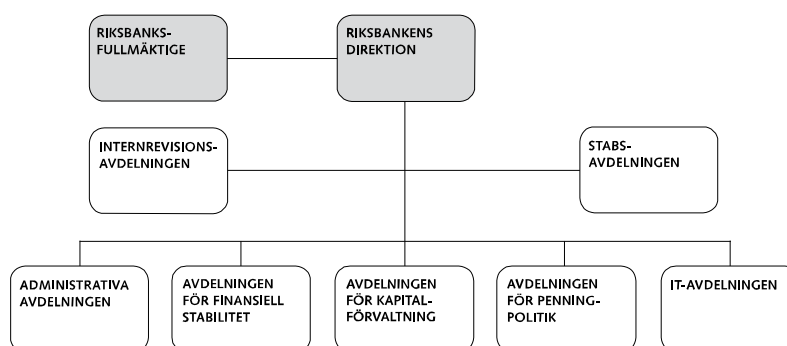 RIKSBANKS-
FULLMÄKTIGE
RIKSBANKENS
DIREKTION
INTERNREVISIONS-
AVDELNINGEN
STABS-
AVDELNINGEN
ADMINISTRATIVA
AVDELNINGEN
AVDELNINGEN
FÖR FINANSIELL
STABILITET
AVDELNINGEN
FÖR KAPITAL-
FÖRVALTNING
AVDELNINGEN
FÖR PENNING-
POLITIK
IT-AVDELNINGEN